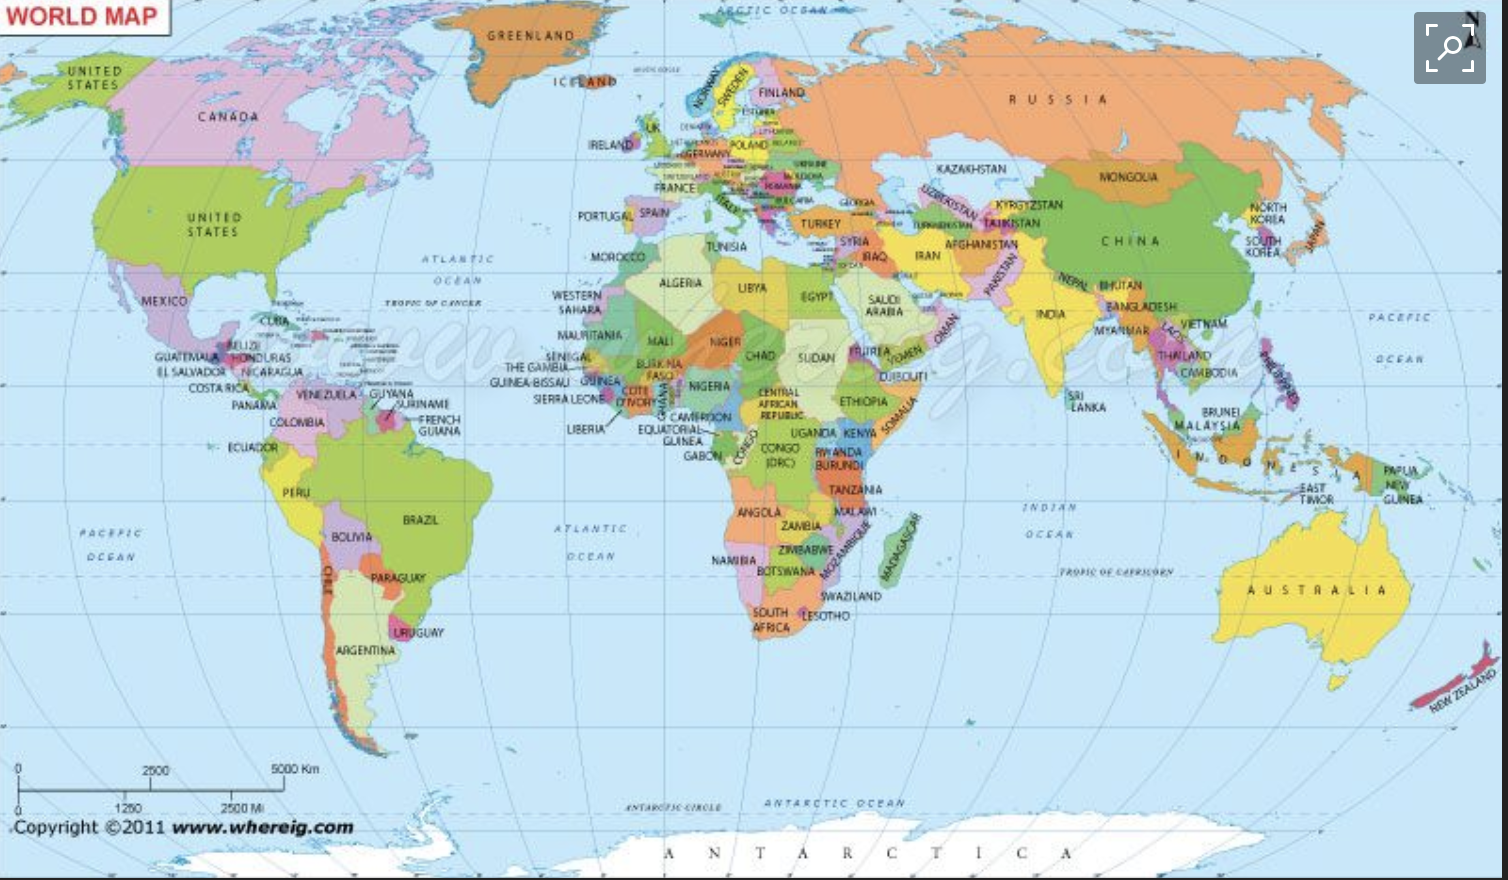 WORLD MAP
ARCTIC OCEAN
N
GREENLAND
ICELAND
ARCTIC CIRCLE
UNITED
STATES
CANADA
NORWAY
SWEDEN
FINLAND
RUSSIA
ESTONIA
UK
IRELAND
POLAND
GERMANY
UKRAINE
FRANCE
ROMANIA
BULGARIA
ITALY
PORTUGAL
SPAIN
KAZAKHSTAN
MONGOLIA
UZBEKISTAN
KYRGYZSTAN
GEORGIA
TURKEY
TURKMENISTAN
TAJIKISTAN
NORTH
KOREA
SOUTH
KOREA
JAPAN
CHINA
UNITED
STATES
ATLANTIC
OCEAN
TROPIC OF CANCER
MOROCCO
TUNISIA
SYRIA
IRAQ
IRAN
AFGHANISTAN
PAKISTAN
NEPAL
BHUTAN
BANGLADESH
INDIA
MYANMAR
LAOS
VIETNAM
THAILAND
CAMBODIA
PHILIPPINES
PACEFIC
OCEAN
ALGERIA
LIBYA
EGYPT
SAUDI
ARABIA
OMAN
YEMEN
WESTERN
SAHARA
MAURITANIA
MALI
NIGER
CHAD
SUDAN
ERITREA
DJIBOUTI
SENEGAL
THE GAMBIA
GUINEA-BISSAU
GUINEA
SIERRA LEONE
LIBERIA
BURKINA
FASO
COTE
D'IVORY
GHANA
NIGERIA
CAMEROON
EQUATORIAL
GUINEA
GABON
CONGO
CENTRAL
AFRICAN
REPUBLIC
ETHIOPIA
SOMALIA
UGANDA
KENYA
CONGO
(DRC)
RWANDA
BURUNDI
TANZANIA
ANGOLA
ZAMBIA
MALAWI
ZIMBABWE
MOZAMBIQUE
MADAGASCAR
NAMIBIA
BOTSWANA
SWAZILAND
SOUTH
AFRICA
LESOTHO
MEXICO
CUBA
BELIZE
GUATEMALA
HONDURAS
EL SALVADOR
NICARAGUA
COSTA RICA
PANAMA
VENEZUELA
GUYANA
SURINAME
FRENCH
GUIANA
COLOMBIA
ECUADOR
PERU
BRAZIL
BOLIVIA
PARAGUAY
CHILE
URUGUAY
ARGENTINA
PACEFIC
OCEAN
ATLANTIC
OCEAN
SRI
LANKA
BRUNEI
MALAYSIA
INDONESIA
EAST
TIMOR
PAPUA
NEW
GUINEA
INDIAN
OCEAN
TROPIC OF CAPRICORN
AUSTRALIA
NEW ZEALAND
0 2500 5000 Km
0 1250 2500 Mi
Copyright ©2011 www.whereig.com
ANTARCTIC CIRCLE
ANTARCTIC OCEAN
ANTARCTICA